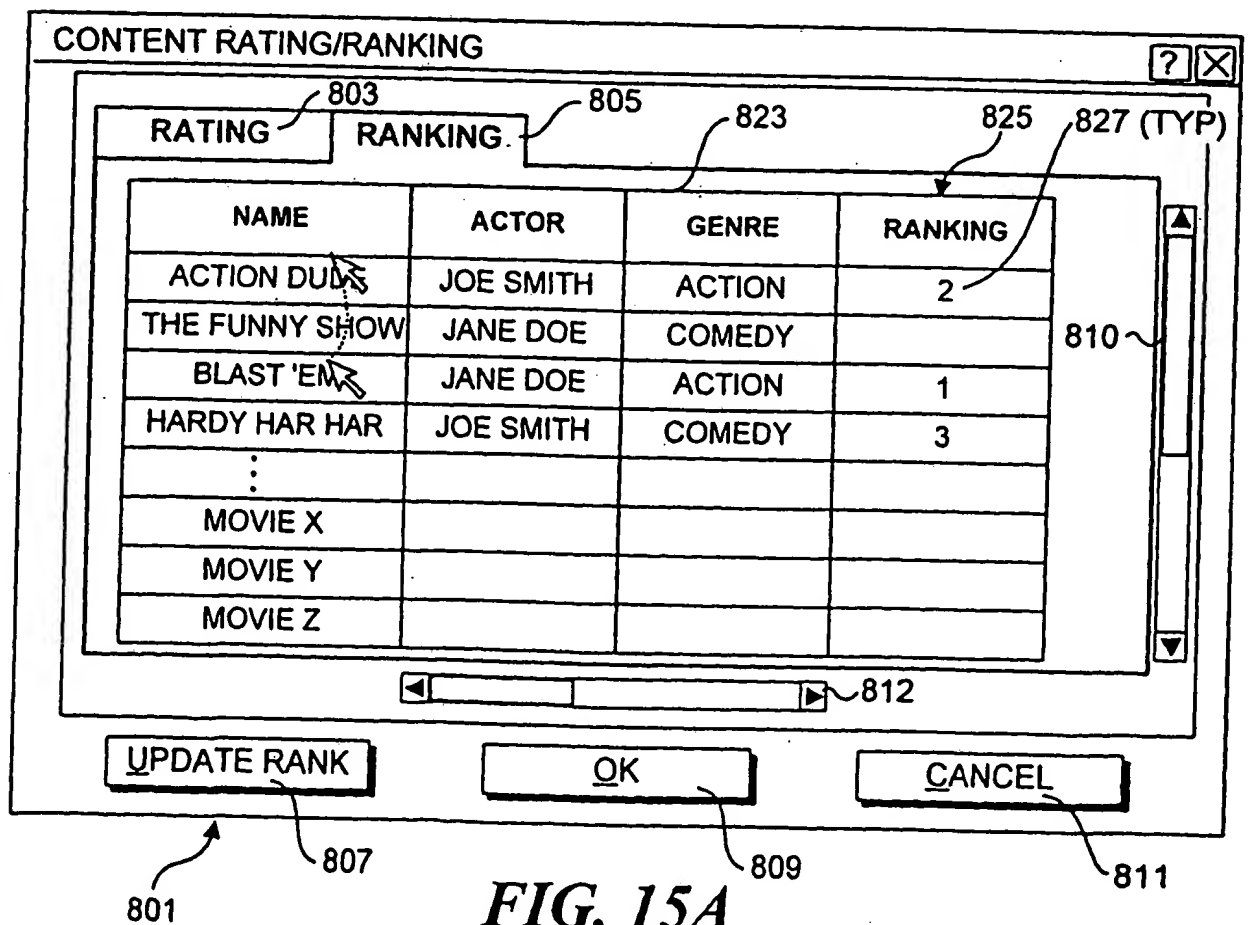 CONTENT RATING/RANKING ?
803 805 823 825 827 (TYP)
RATING RANKING
NAME ACTOR GENRE RANKING
ACTION DUDE JOE SMITH ACTION 2
THE FUNNY SHOW JANE DOE COMEDY
810
BLAST 'EM JANE DOE ACTION 1
HARDY HAR HAR JOE SMITH COMEDY 3
MOVIE X
MOVIE Y
MOVIE Z
812
UPDATE RANK OK CANCEL
801 807 809 811
FIG. 15A